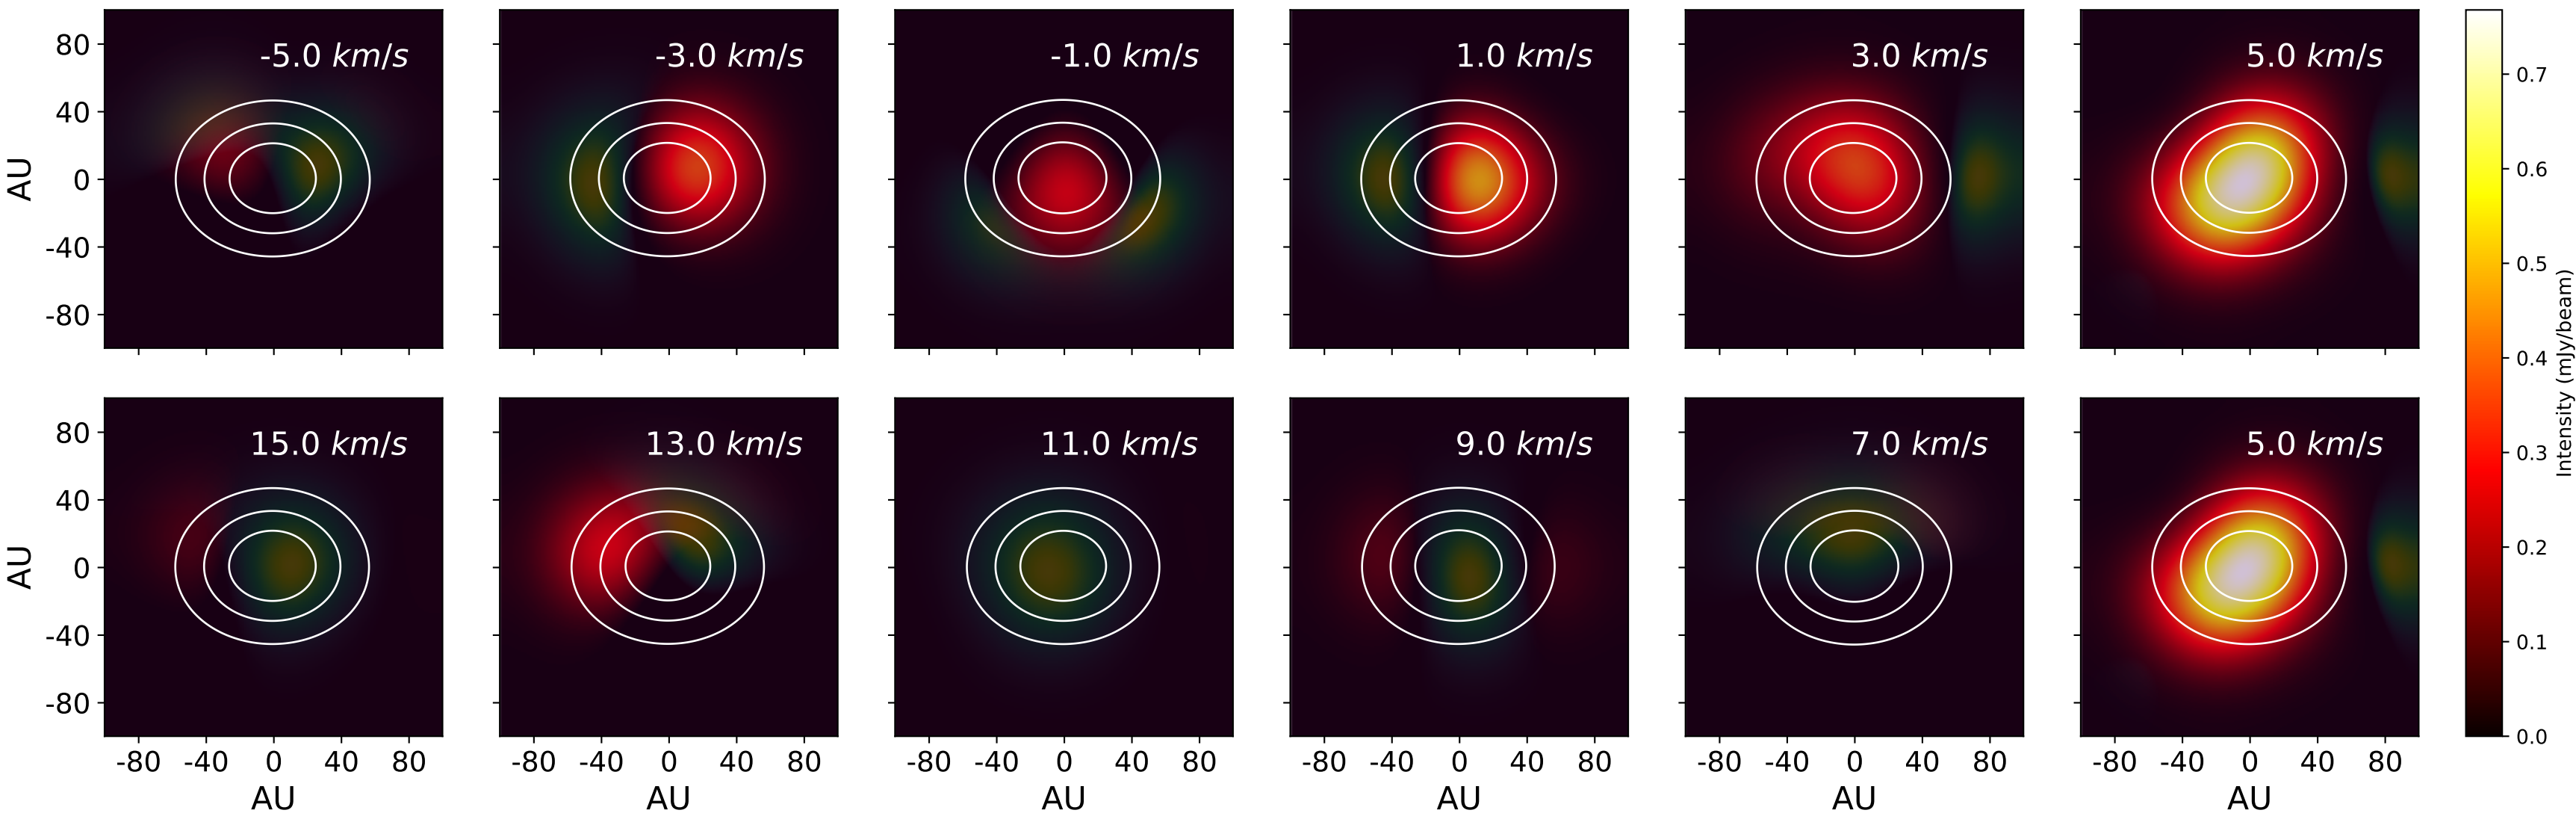 -5.0 km/s
-3.0 km/s
-1.0 km/s
1.0 km/s
3.0 km/s
5.0 km/s
80
40
0
-40
-80
AU
15.0 km/s
13.0 km/s
11.0 km/s
9.0 km/s
7.0 km/s
5.0 km/s
80
40
0
-40
-80
AU
-80 -40 0 40 80
-80 -40 0 40 80
-80 -40 0 40 80
-80 -40 0 40 80
-80 -40 0 40 80
-80 -40 0 40 80
AU
AU
AU
AU
AU
AU
0.7
0.6
0.5
0.4
0.3
0.2
0.1
0.0
Intensity (mJy/beam)